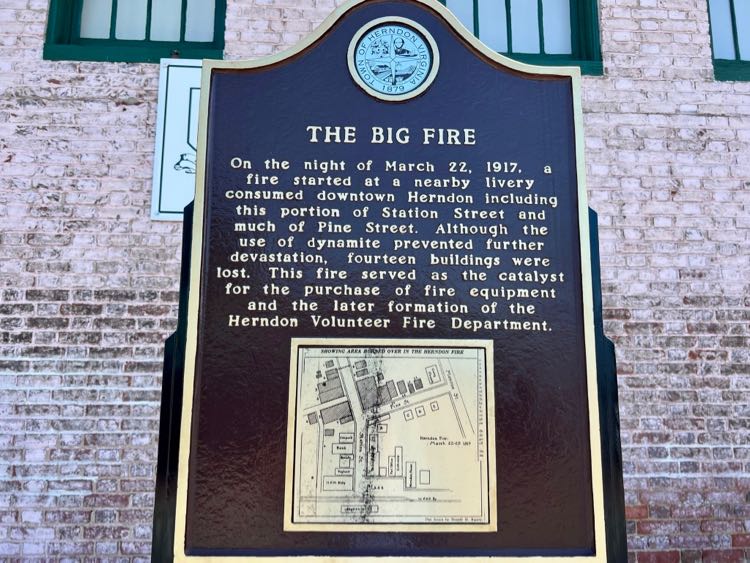 TOWN OF HERNDON VIRGINIA
1879
THE BIG FIRE
On the night of March 22, 1917, a
fire started at a nearby livery
consumed downtown Herndon including
this portion of Station Street and
much of Pine Street. Although the
use of dynamite prevented further
devastation, fourteen buildings were
lost. This fire served as the catalyst
for the purchase of fire equipment
and the later formation of the
Herndon Volunteer Fire Department.
SHOWING AREA BURNED OVER IN THE HERNDON FIRE
Pine St.
Herndon Fire
Bank